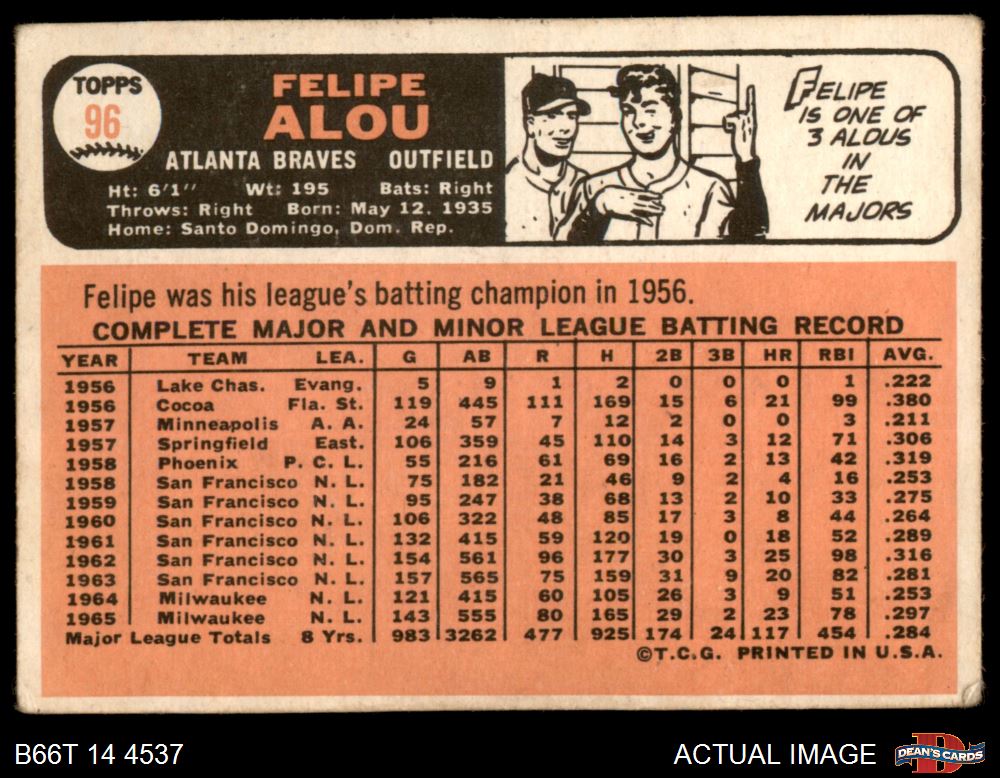 TOPPS
96
FELIPE
ALOU
ATLANTA BRAVES OUTFIELD
Ht: 6'1" Wt: 195 Bats: Right
Throws: Right Born: May 12, 1935
Home: Santo Domingo, Dom. Rep.
FELIPE
IS ONE OF
3 ALOUS
IN
THE
MAJORS
Felipe was his league's batting champion in 1956.
COMPLETE MAJOR AND MINOR LEAGUE BATTING RECORD
YEAR TEAM LEA. G AB R H 2B 3B HR RBI AVG.
1956 Lake Chas. Evang. 5 9 1 2 0 0 0 1 .222
1956 Cocoa Fla. St. 119 445 111 169 15 6 21 99 .380
1957 Minneapolis A. A. 24 57 7 12 2 0 0 3 .211
1957 Springfield East. 106 359 45 110 14 3 12 71 .306
1958 Phoenix P. C. L. 55 216 61 69 16 2 13 42 .319
1958 San Francisco N. L. 75 182 21 46 9 2 4 16 .253
1959 San Francisco N. L. 95 247 38 68 13 2 10 33 .275
1960 San Francisco N. L. 106 322 48 85 17 3 8 44 .264
1961 San Francisco N. L. 132 415 59 120 19 0 18 52 .289
1962 San Francisco N. L. 154 561 96 177 30 3 25 98 .316
1963 San Francisco N. L. 157 565 75 159 31 9 20 82 .281
1964 Milwaukee N. L. 121 415 60 105 26 3 9 51 .253
1965 Milwaukee N. L. 143 555 80 165 29 2 23 78 .297
Major League Totals 8 Yrs. 983 3262 477 925 174 24 117 454 .284
©T.C.G. PRINTED IN U.S.A.
B66T 14 4537 ACTUAL IMAGE DEAN'S CARDS